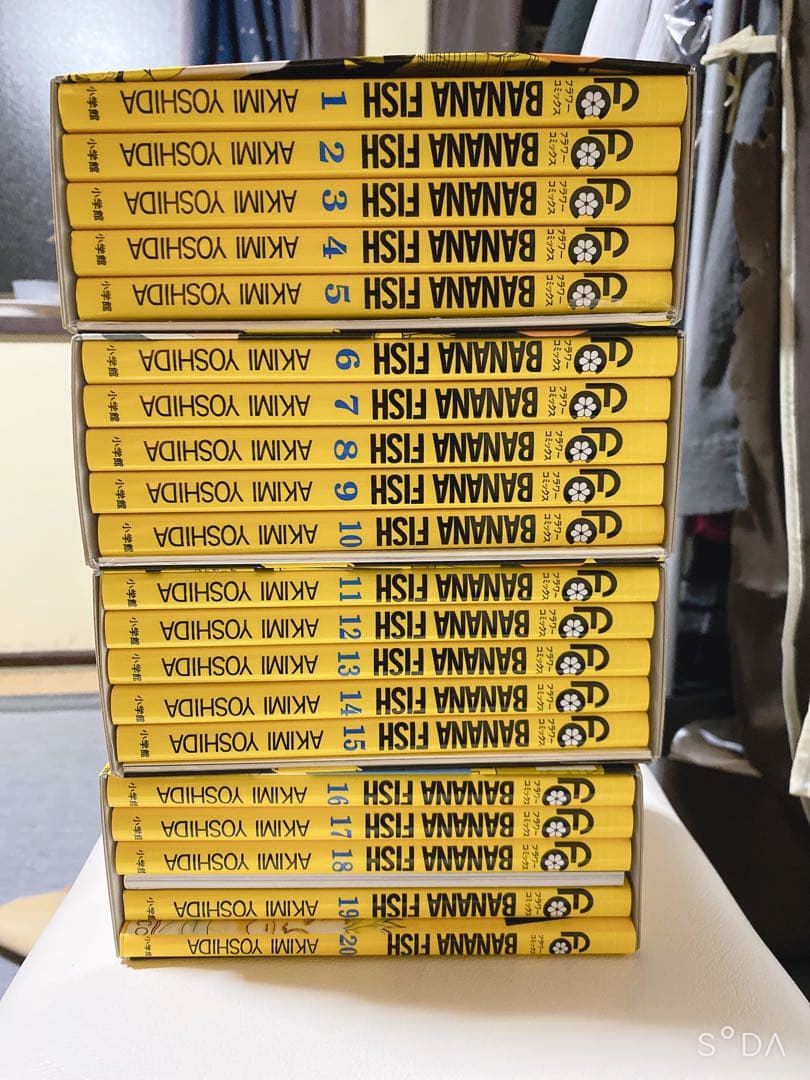 フラワーコミックス BANANA FISH 1 AKIMI YOSHIDA 小学館
フラワーコミックス BANANA FISH 2 AKIMI YOSHIDA 小学館
フラワーコミックス BANANA FISH 3 AKIMI YOSHIDA 小学館
フラワーコミックス BANANA FISH 4 AKIMI YOSHIDA 小学館
フラワーコミックス BANANA FISH 5 AKIMI YOSHIDA 小学館
フラワーコミックス BANANA FISH 6 AKIMI YOSHIDA 小学館
フラワーコミックス BANANA FISH 7 AKIMI YOSHIDA 小学館
フラワーコミックス BANANA FISH 8 AKIMI YOSHIDA 小学館
フラワーコミックス BANANA FISH 9 AKIMI YOSHIDA 小学館
フラワーコミックス BANANA FISH 10 AKIMI YOSHIDA 小学館
フラワーコミックス BANANA FISH 11 AKIMI YOSHIDA 小学館
フラワーコミックス BANANA FISH 12 AKIMI YOSHIDA 小学館
フラワーコミックス BANANA FISH 13 AKIMI YOSHIDA 小学館
フラワーコミックス BANANA FISH 14 AKIMI YOSHIDA 小学館
フラワーコミックス BANANA FISH 15 AKIMI YOSHIDA 小学館
フラワーコミックス BANANA FISH 16 AKIMI YOSHIDA 小学館
フラワーコミックス BANANA FISH 17 AKIMI YOSHIDA 小学館
フラワーコミックス BANANA FISH 18 AKIMI YOSHIDA 小学館
フラワーコミックス BANANA FISH 19 AKIMI YOSHIDA 小学館
フラワーコミックス BANANA FISH 20 AKIMI YOSHIDA 小学館
SODA